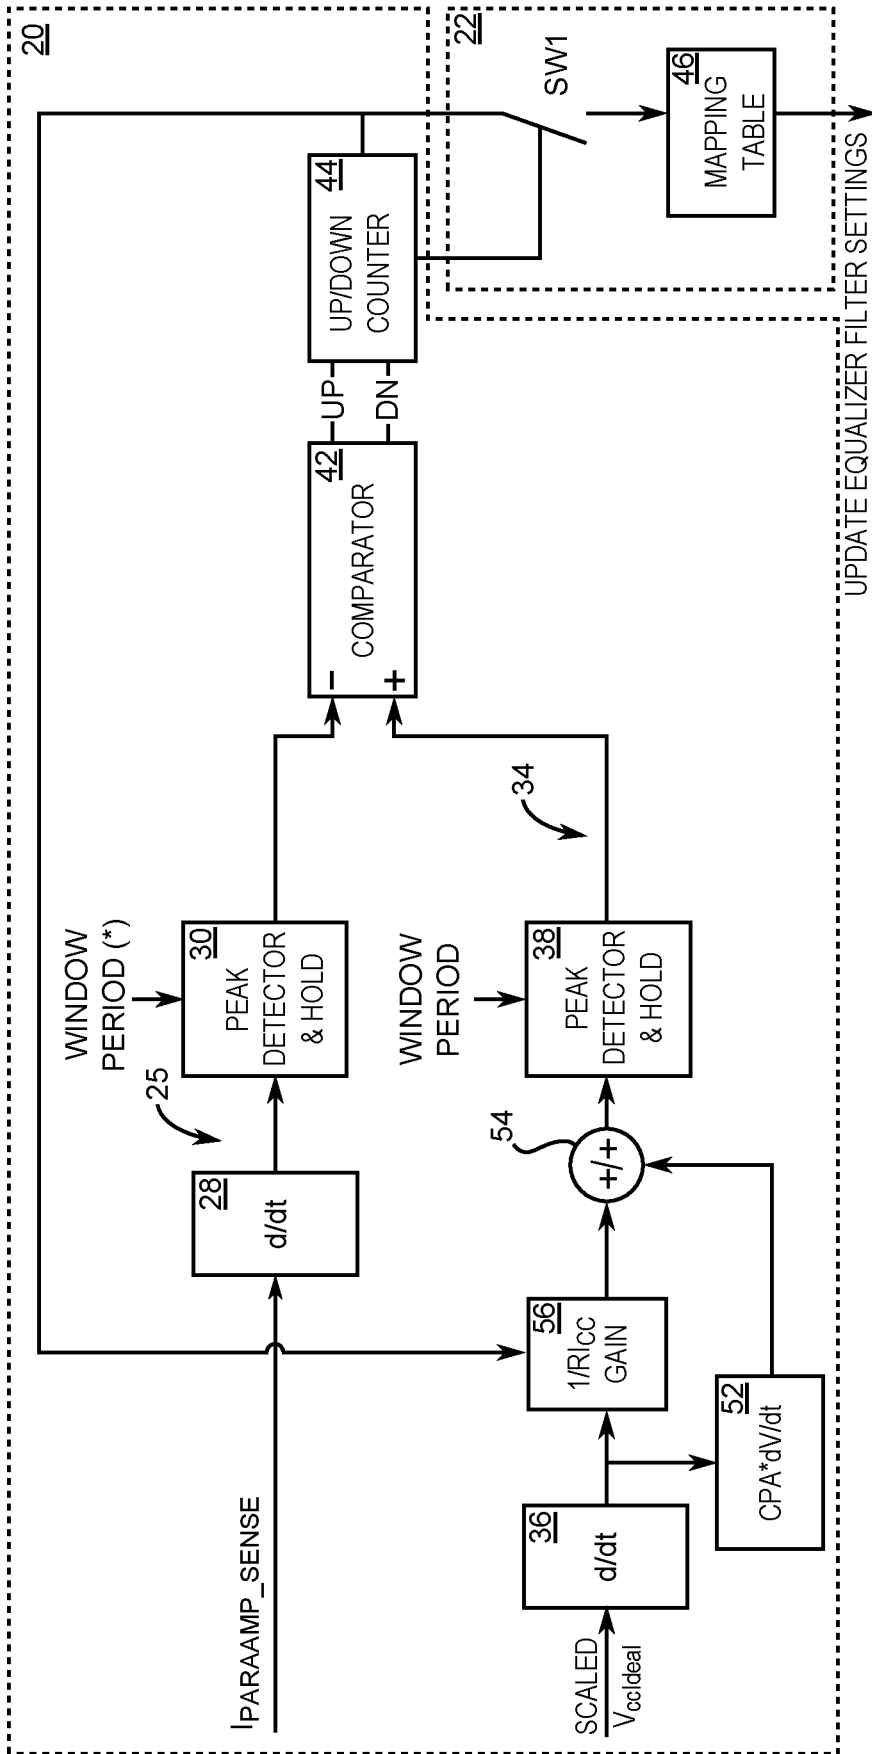 20
22
IPARAAMP_SENSE
28
d/dt
25
WINDOW
PERIOD (*)
30
PEAK
DETECTOR
& HOLD
SCALED
VccIdeal
36
d/dt
52
CPA*dV/dt
56
1/RICC
GAIN
54
+/+
WINDOW
PERIOD
38
PEAK
DETECTOR
& HOLD
34
42
COMPARATOR
−
+
UP
DN
44
UP/DOWN
COUNTER
SW1
46
MAPPING
TABLE
UPDATE EQUALIZER FILTER SETTINGS